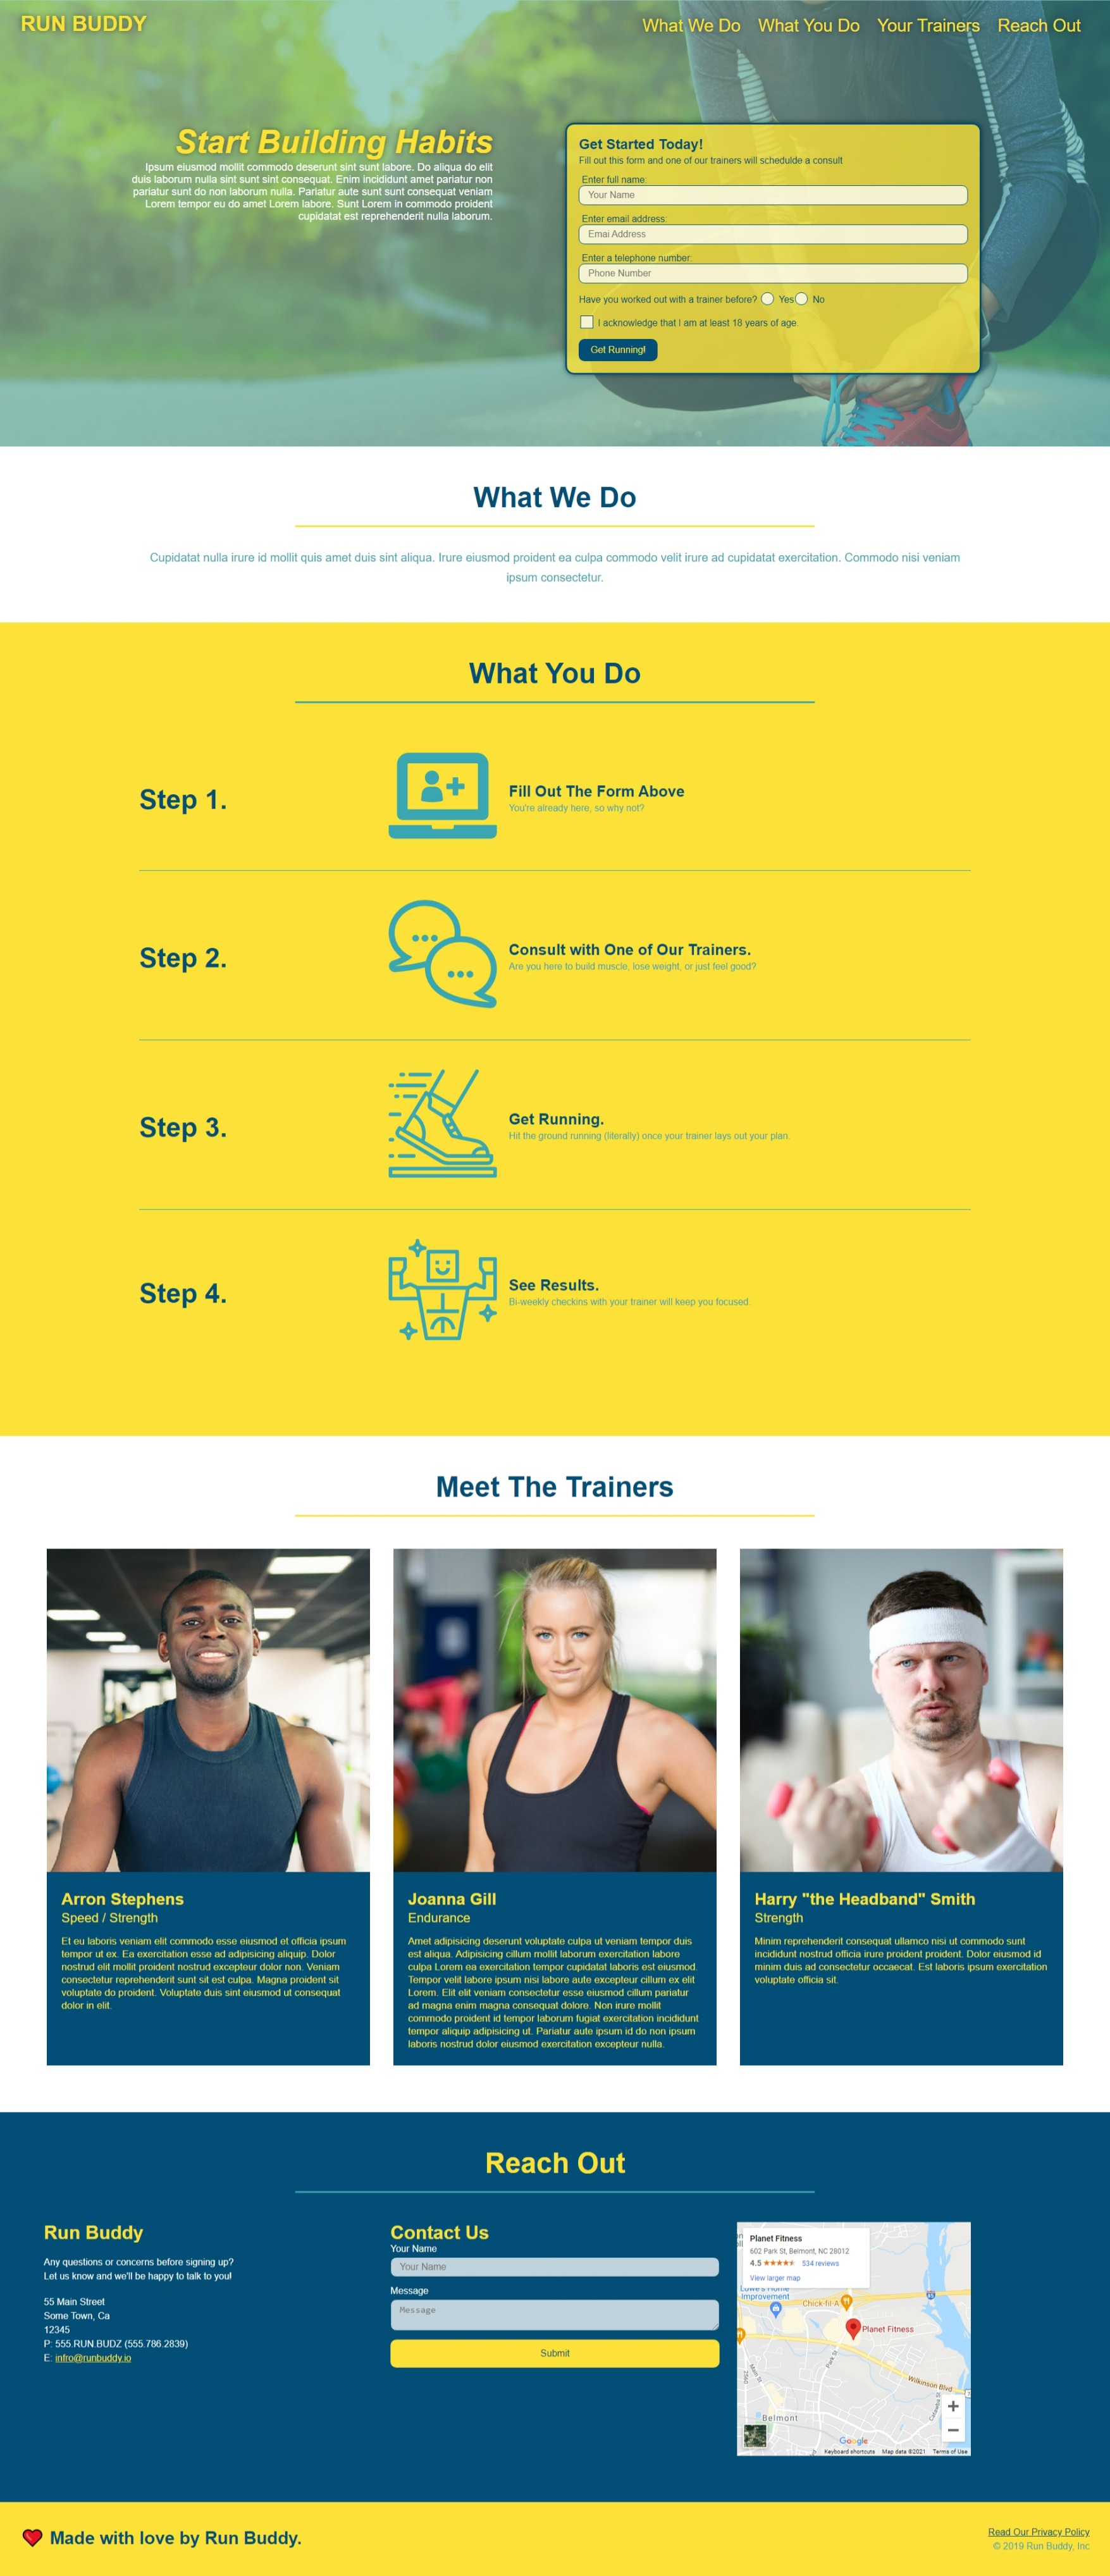 RUN BUDDY
What We Do What You Do Your Trainers Reach Out
Start Building Habits
Ipsum eiusmod mollit commodo deserunt sint sunt labore. Do aliqua do elit
duis laborum nulla sint sunt sint consequat. Enim incididunt amet pariatur non
pariatur sunt do non laborum nulla. Pariatur aute sunt sunt consequat veniam
Lorem tempor eu do amet Lorem labore. Sunt Lorem in commodo proident
cupidatat est reprehenderit nulla laborum.
Get Started Today!
Fill out this form and one of our trainers will schedulde a consult
Enter full name:
Your Name
Enter email address:
Emai Address
Enter a telephone number:
Phone Number
Have you worked out with a trainer before? Yes No
I acknowledge that I am at least 18 years of age.
Get Running!
What We Do
Cupidatat nulla irure id mollit quis amet duis sint aliqua. Irure eiusmod proident ea culpa commodo velit irure ad cupidatat exercitation. Commodo nisi veniam
ipsum consectetur.
What You Do
Step 1.
Fill Out The Form Above
You're already here, so why not?
Step 2.
Consult with One of Our Trainers.
Are you here to build muscle, lose weight, or just feel good?
Step 3.
Get Running.
Hit the ground running (literally) once your trainer lays out your plan.
Step 4.
See Results.
Bi-weekly checkins with your trainer will keep you focused.
Meet The Trainers
Arron Stephens
Speed / Strength
Et eu laboris veniam elit commodo esse eiusmod et officia ipsum
tempor ut ex. Ea exercitation esse ad adipisicing aliquip. Dolor
nostrud elit mollit proident nostrud excepteur dolor non. Veniam
consectetur reprehenderit sunt sit est culpa. Magna proident sit
voluptate do proident. Voluptate duis sint eiusmod ut consequat
dolor in elit.
Joanna Gill
Endurance
Amet adipisicing deserunt voluptate culpa ut veniam tempor duis
est aliqua. Adipisicing cillum mollit laborum exercitation labore
culpa Lorem ea exercitation tempor cupidatat laboris est eiusmod.
Tempor velit labore ipsum nisi labore aute excepteur cillum ex elit
Lorem. Elit elit veniam consectetur esse eiusmod cillum pariatur
ad magna enim magna consequat dolore. Non irure mollit
commodo proident id tempor laborum fugiat exercitation incididunt
tempor aliquip adipisicing ut. Pariatur aute ipsum id do non ipsum
laboris nostrud dolor eiusmod exercitation excepteur nulla.
Harry "the Headband" Smith
Strength
Minim reprehenderit consequat ullamco nisi ut commodo sunt
incididunt nostrud officia irure proident proident. Dolor eiusmod id
minim duis ad consectetur occaecat. Est laboris ipsum exercitation
voluptate officia sit.
Reach Out
Run Buddy
Any questions or concerns before signing up?
Let us know and we'll be happy to talk to you!
55 Main Street
Some Town, Ca
12345
P: 555.RUN.BUDZ (555.786.2839)
E: infro@runbuddy.io
Contact Us
Your Name
Your Name
Message
Message
Submit
Planet Fitness
602 Park St, Belmont, NC 28012
4.5 ★★★★ 534 reviews
View larger map
Lowe's Home
Improvement
Chick-fil-A
Planet Fitness
Main St
Park St
Wilkinson Blvd
Belmont
Google
Keyboard shortcuts Map data ©2021 Terms of Use
Made with love by Run Buddy.
Read Our Privacy Policy
© 2019 Run Buddy, Inc